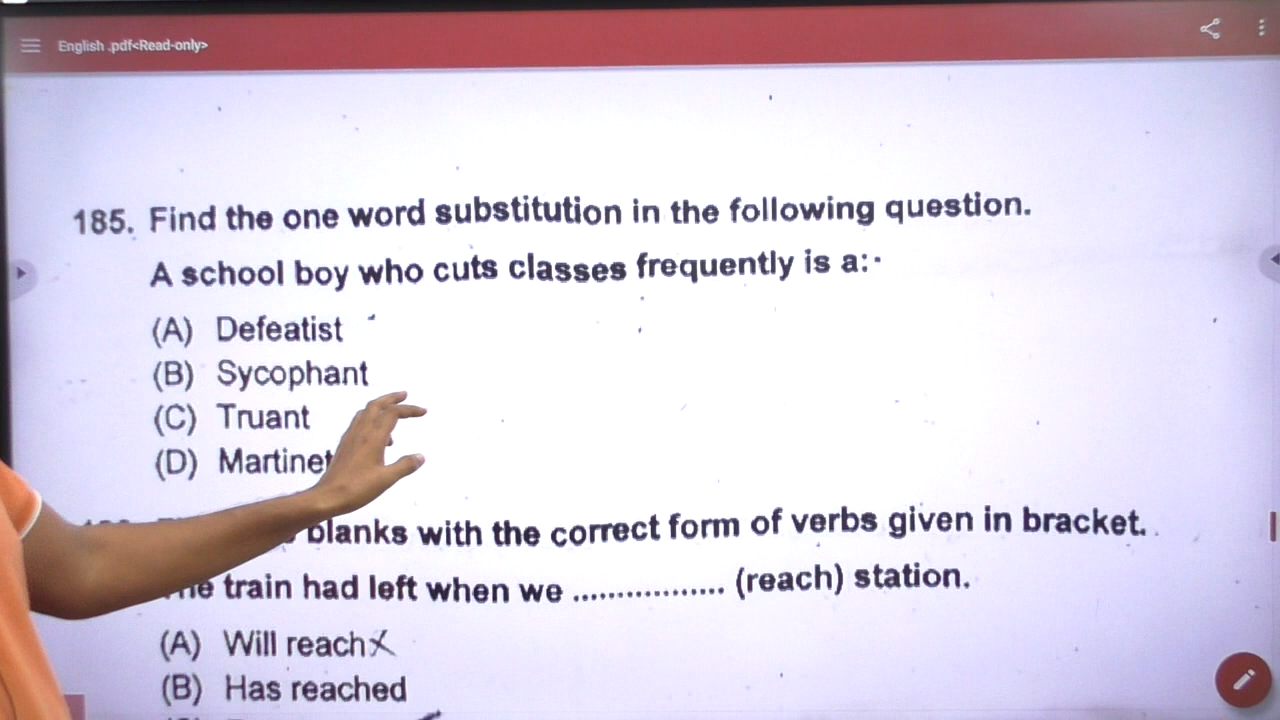 English .pdf<Read-only>
185. Find the one word substitution in the following question.
A school boy who cuts classes frequently is a:
(A) Defeatist
(B) Sycophant
(C) Truant
(D) Martinet
blanks with the correct form of verbs given in bracket.
train had left when we ................. (reach) station.
(A) Will reach
(B) Has reached